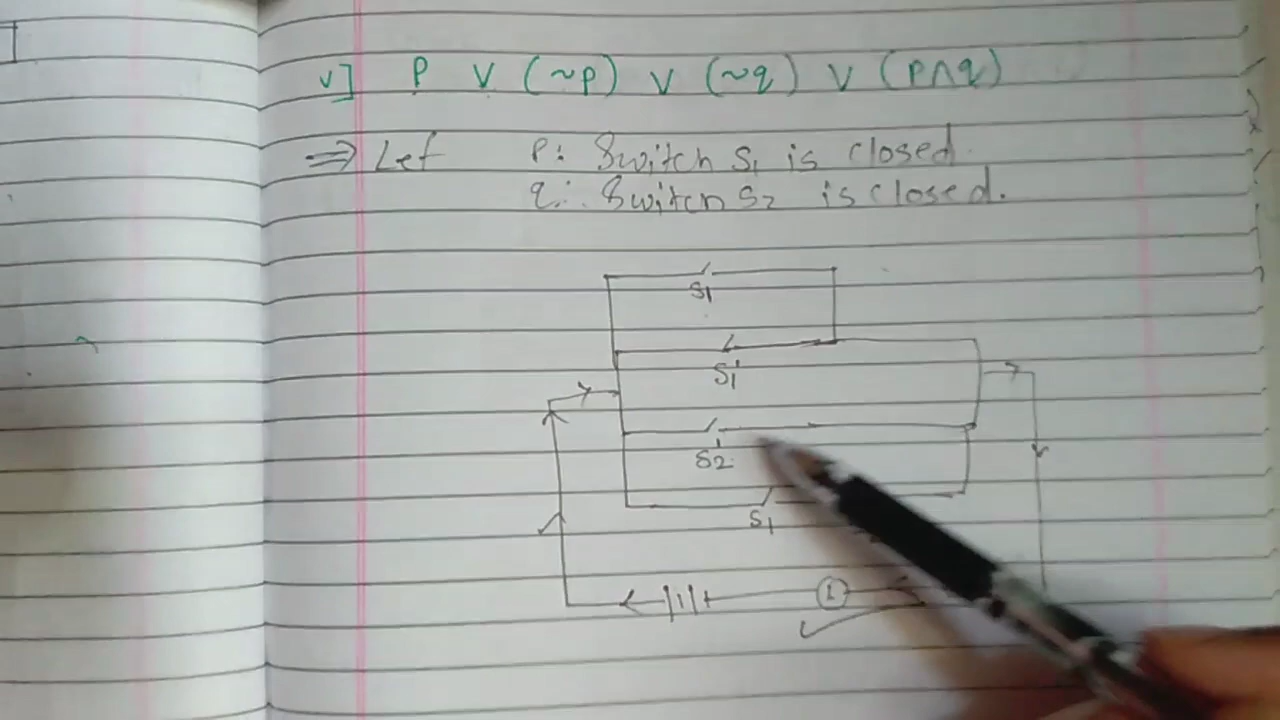 v] P ∨ (~p) ∨ (~q) ∨ (p∧q)
⇒ Let P: Switch S₁ is closed.
q: Switch S₂ is closed.
S₁
S₁'
S₂'
S₁
L